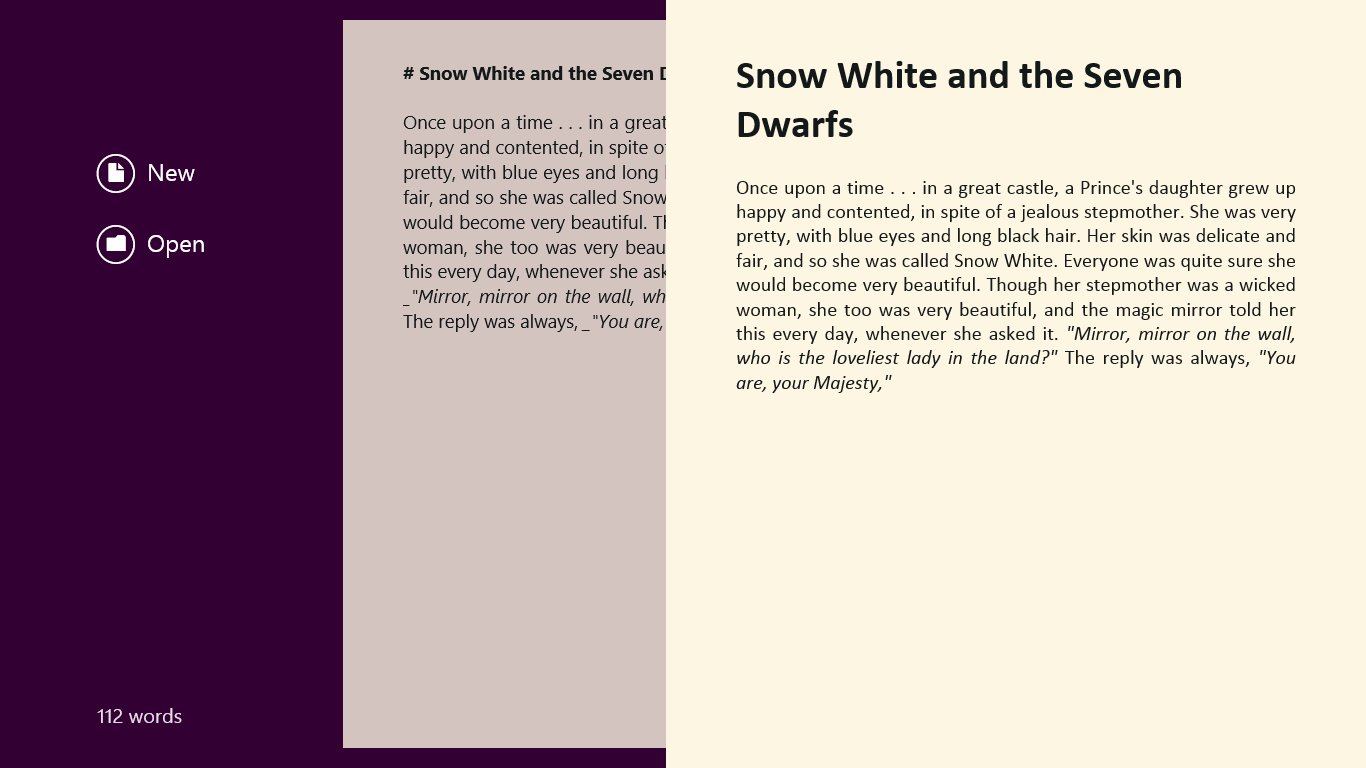 New
Open
112 words
# Snow White and the Seven
Once upon a time . . . in a great
happy and contented, in spite
pretty, with blue eyes and long
fair, and so she was called Snow
would become very beautiful.
woman, she too was very
this every day, whenever she
_"Mirror, mirror on the wall,
The reply was always, _"You are,
Snow White and the Seven
Dwarfs
Once upon a time . . . in a great castle, a Prince's daughter grew up
happy and contented, in spite of a jealous stepmother. She was very
pretty, with blue eyes and long black hair. Her skin was delicate and
fair, and so she was called Snow White. Everyone was quite sure she
would become very beautiful. Though her stepmother was a wicked
woman, she too was very beautiful, and the magic mirror told her
this every day, whenever she asked it. "Mirror, mirror on the wall,
who is the loveliest lady in the land?" The reply was always, "You
are, your Majesty,"